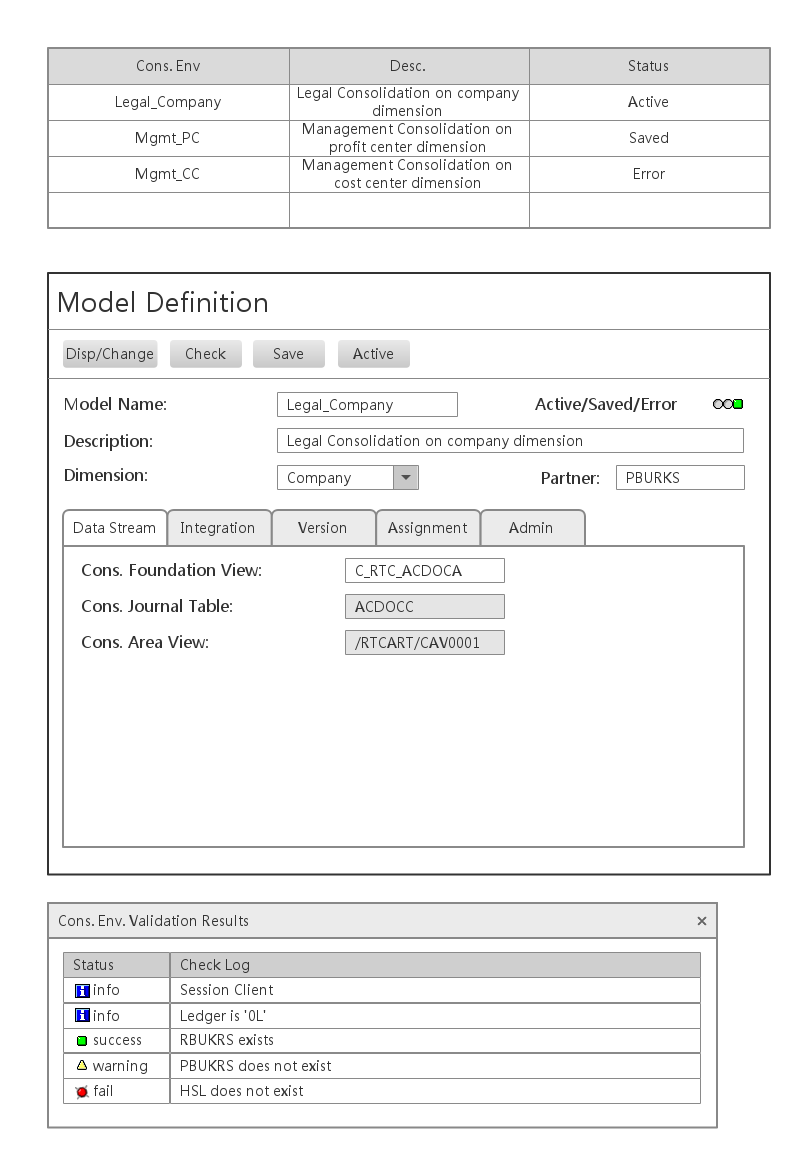 Cons. Env Desc. Status
Legal_Company Legal Consolidation on company dimension Active
Mgmt_PC Management Consolidation on profit center dimension Saved
Mgmt_CC Management Consolidation on cost center dimension Error
Model Definition
Disp/Change Check Save Active
Model Name: Legal_Company Active/Saved/Error
Description: Legal Consolidation on company dimension
Dimension: Company Partner: PBURKS
Data Stream Integration Version Assignment Admin
Cons. Foundation View: C_RTC_ACDOCA
Cons. Journal Table: ACDOCC
Cons. Area View: /RTCART/CAV0001
Cons. Env. Validation Results ×
Status Check Log
info Session Client
info Ledger is '0L'
success RBUKRS exists
warning PBUKRS does not exist
fail HSL does not exist